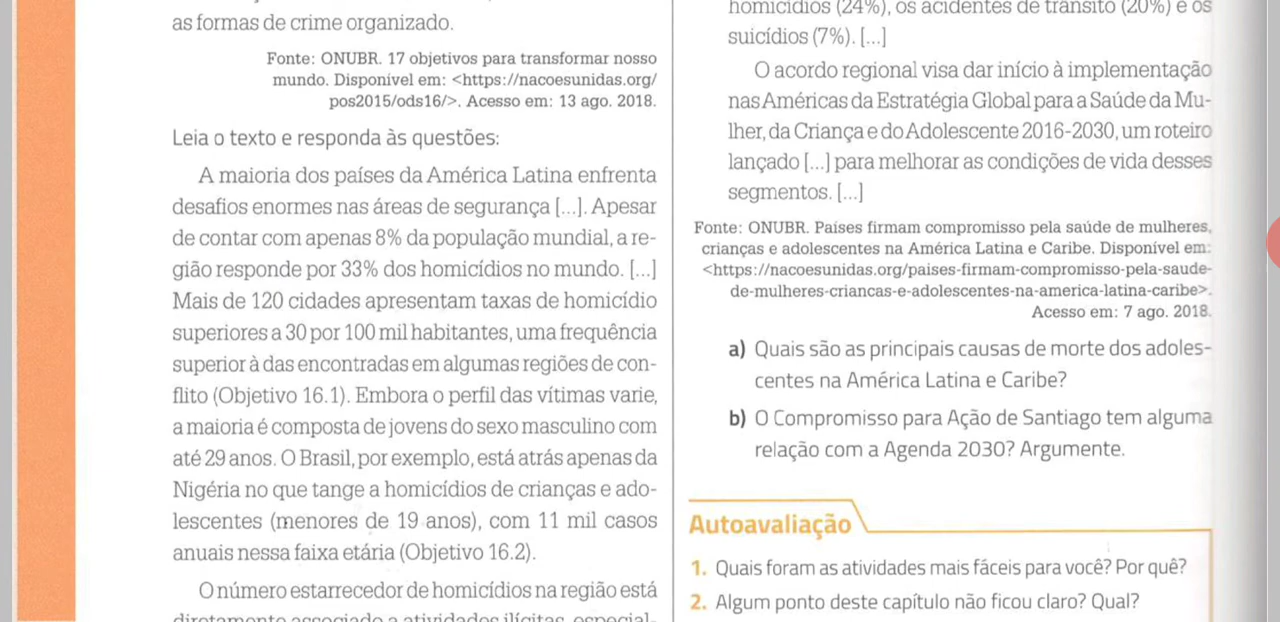 as formas de crime organizado.
Fonte: ONUBR. 17 objetivos para transformar nosso
mundo. Disponível em: <https://nacoesunidas.org/
pos2015/ods16/>. Acesso em: 13 ago. 2018.
Leia o texto e responda às questões:
A maioria dos países da América Latina enfrenta
desafios enormes nas áreas de segurança [...]. Apesar
de contar com apenas 8% da população mundial, a re-
gião responde por 33% dos homicídios no mundo. [...]
Mais de 120 cidades apresentam taxas de homicídio
superiores a 30 por 100 mil habitantes, uma frequência
superior à das encontradas em algumas regiões de con-
flito (Objetivo 16.1). Embora o perfil das vítimas varie,
a maioria é composta de jovens do sexo masculino com
até 29 anos. O Brasil, por exemplo, está atrás apenas da
Nigéria no que tange a homicídios de crianças e ado-
lescentes (menores de 19 anos), com 11 mil casos
anuais nessa faixa etária (Objetivo 16.2).
O número estarrecedor de homicídios na região está
diretamente associado a atividades ilícitas, especial-
homicídios (24%), os acidentes de trânsito (20%) e os
suicídios (7%). [...]
O acordo regional visa dar início à implementação
nas Américas da Estratégia Global para a Saúde da Mu-
lher, da Criança e do Adolescente 2016-2030, um roteiro
lançado [...] para melhorar as condições de vida desses
segmentos. [...]
Fonte: ONUBR. Países firmam compromisso pela saúde de mulheres,
crianças e adolescentes na América Latina e Caribe. Disponível em:
<https://nacoesunidas.org/paises-firmam-compromisso-pela-saude-
de-mulheres-criancas-e-adolescentes-na-america-latina-caribe>.
Acesso em: 7 ago. 2018.
a) Quais são as principais causas de morte dos adoles-
centes na América Latina e Caribe?
b) O Compromisso para Ação de Santiago tem alguma
relação com a Agenda 2030? Argumente.
Autoavaliação
1. Quais foram as atividades mais fáceis para você? Por quê?
2. Algum ponto deste capítulo não ficou claro? Qual?